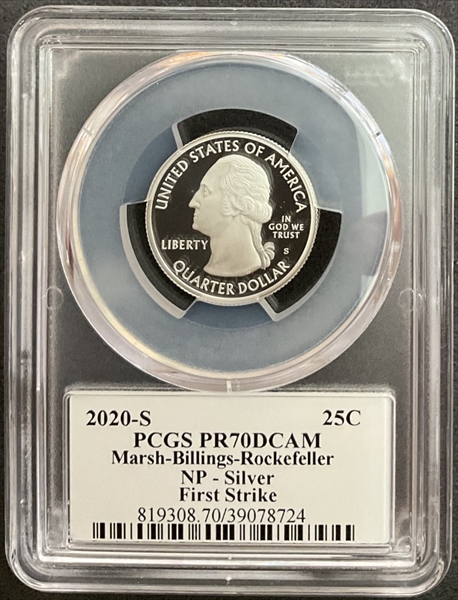 UNITED STATES OF AMERICA
LIBERTY
IN
GOD WE
TRUST
S
QUARTER DOLLAR
2020-S 25C
PCGS PR70DCAM
Marsh-Billings-Rockefeller
NP - Silver
First Strike
819308.70/39078724